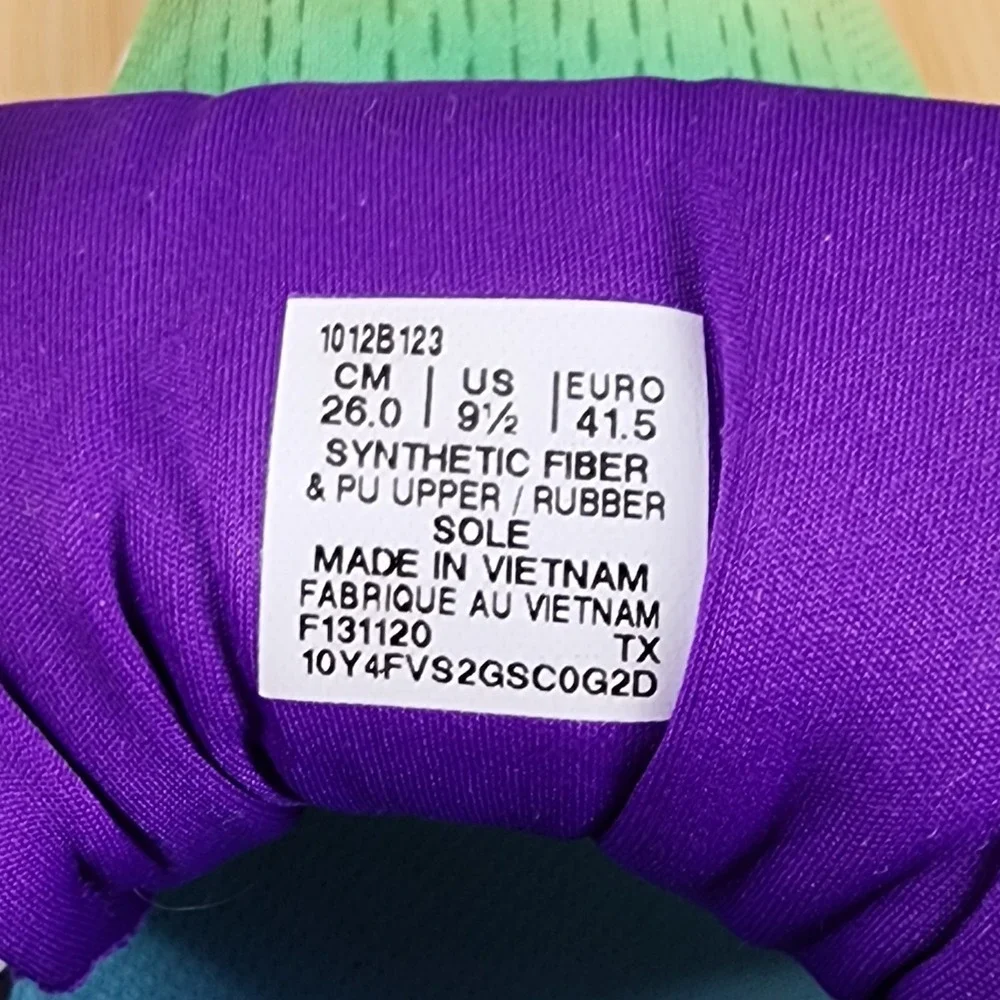 1012B123
CM | US | EURO
26.0 | 9½ | 41.5
SYNTHETIC FIBER
& PU UPPER / RUBBER
SOLE
MADE IN VIETNAM
FABRIQUE AU VIETNAM
F131120 TX
10Y4FVS2GSC0G2D